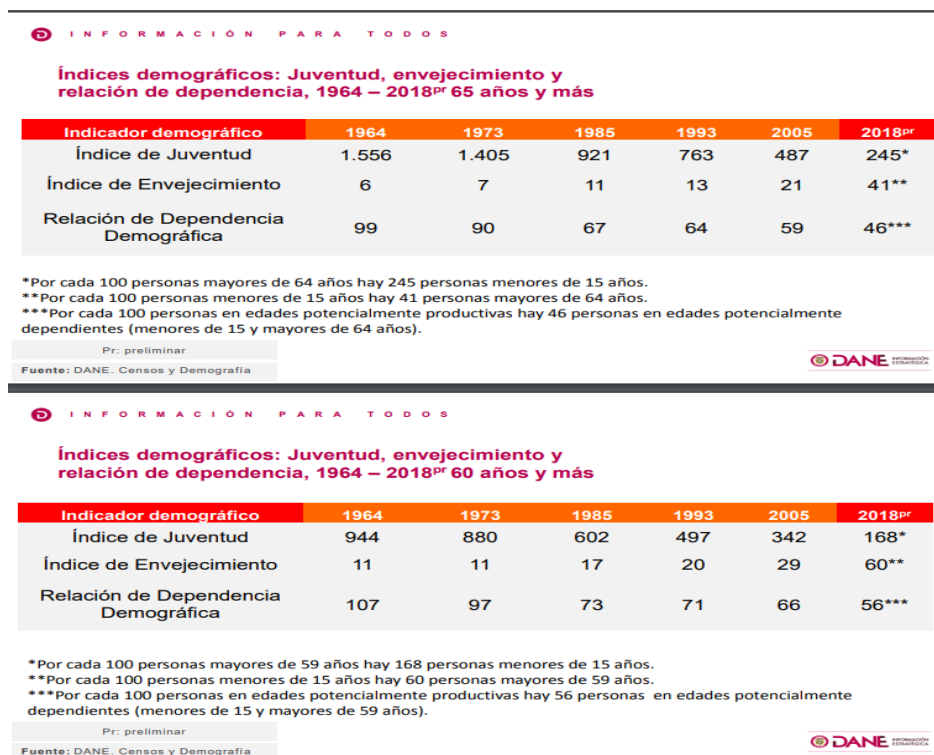 INFORMACIÓN PARA TODOS
Índices demográficos: Juventud, envejecimiento y
relación de dependencia, 1964 – 2018ᵖʳ 65 años y más
Indicador demográfico 1964 1973 1985 1993 2005 2018ᵖʳ
Índice de Juventud 1.556 1.405 921 763 487 245*
Índice de Envejecimiento 6 7 11 13 21 41**
Relación de Dependencia
Demográfica 99 90 67 64 59 46***
*Por cada 100 personas mayores de 64 años hay 245 personas menores de 15 años.
**Por cada 100 personas menores de 15 años hay 41 personas mayores de 64 años.
***Por cada 100 personas en edades potencialmente productivas hay 46 personas en edades potencialmente
dependientes (menores de 15 y mayores de 64 años).
Pr: preliminar
Fuente: DANE. Censos y Demografía
DANE INFORMACIÓN
ESTRATÉGICA
INFORMACIÓN PARA TODOS
Índices demográficos: Juventud, envejecimiento y
relación de dependencia, 1964 – 2018ᵖʳ 60 años y más
Indicador demográfico 1964 1973 1985 1993 2005 2018ᵖʳ
Índice de Juventud 944 880 602 497 342 168*
Índice de Envejecimiento 11 11 17 20 29 60**
Relación de Dependencia
Demográfica 107 97 73 71 66 56***
*Por cada 100 personas mayores de 59 años hay 168 personas menores de 15 años.
**Por cada 100 personas menores de 15 años hay 60 personas mayores de 59 años.
***Por cada 100 personas en edades potencialmente productivas hay 56 personas en edades potencialmente
dependientes (menores de 15 y mayores de 59 años).
Pr: preliminar
Fuente: DANE. Censos y Demografía
DANE INFORMACIÓN
ESTRATÉGICA